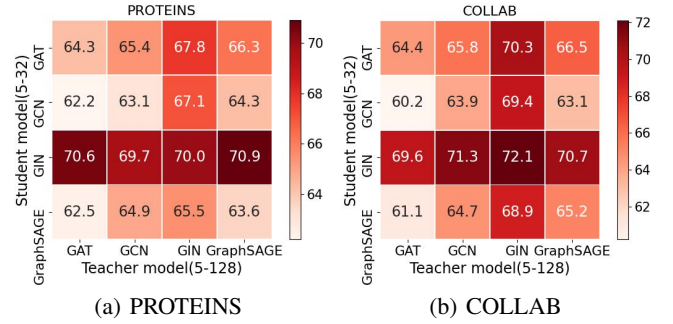 PROTEINS
Student model(5-32)
GAT 64.3 65.4 67.8 66.3
GCN 62.2 63.1 67.1 64.3
GIN 70.6 69.7 70.0 70.9
GraphSAGE 62.5 64.9 65.5 63.6
GAT GCN GIN GraphSAGE
Teacher model(5-128)
70
68
66
64
(a) PROTEINS
COLLAB
Student model(5-32)
GAT 64.4 65.8 70.3 66.5
GCN 60.2 63.9 69.4 63.1
GIN 69.6 71.3 72.1 70.7
GraphSAGE 61.1 64.7 68.9 65.2
GAT GCN GIN GraphSAGE
Teacher model(5-128)
72
70
68
66
64
62
(b) COLLAB